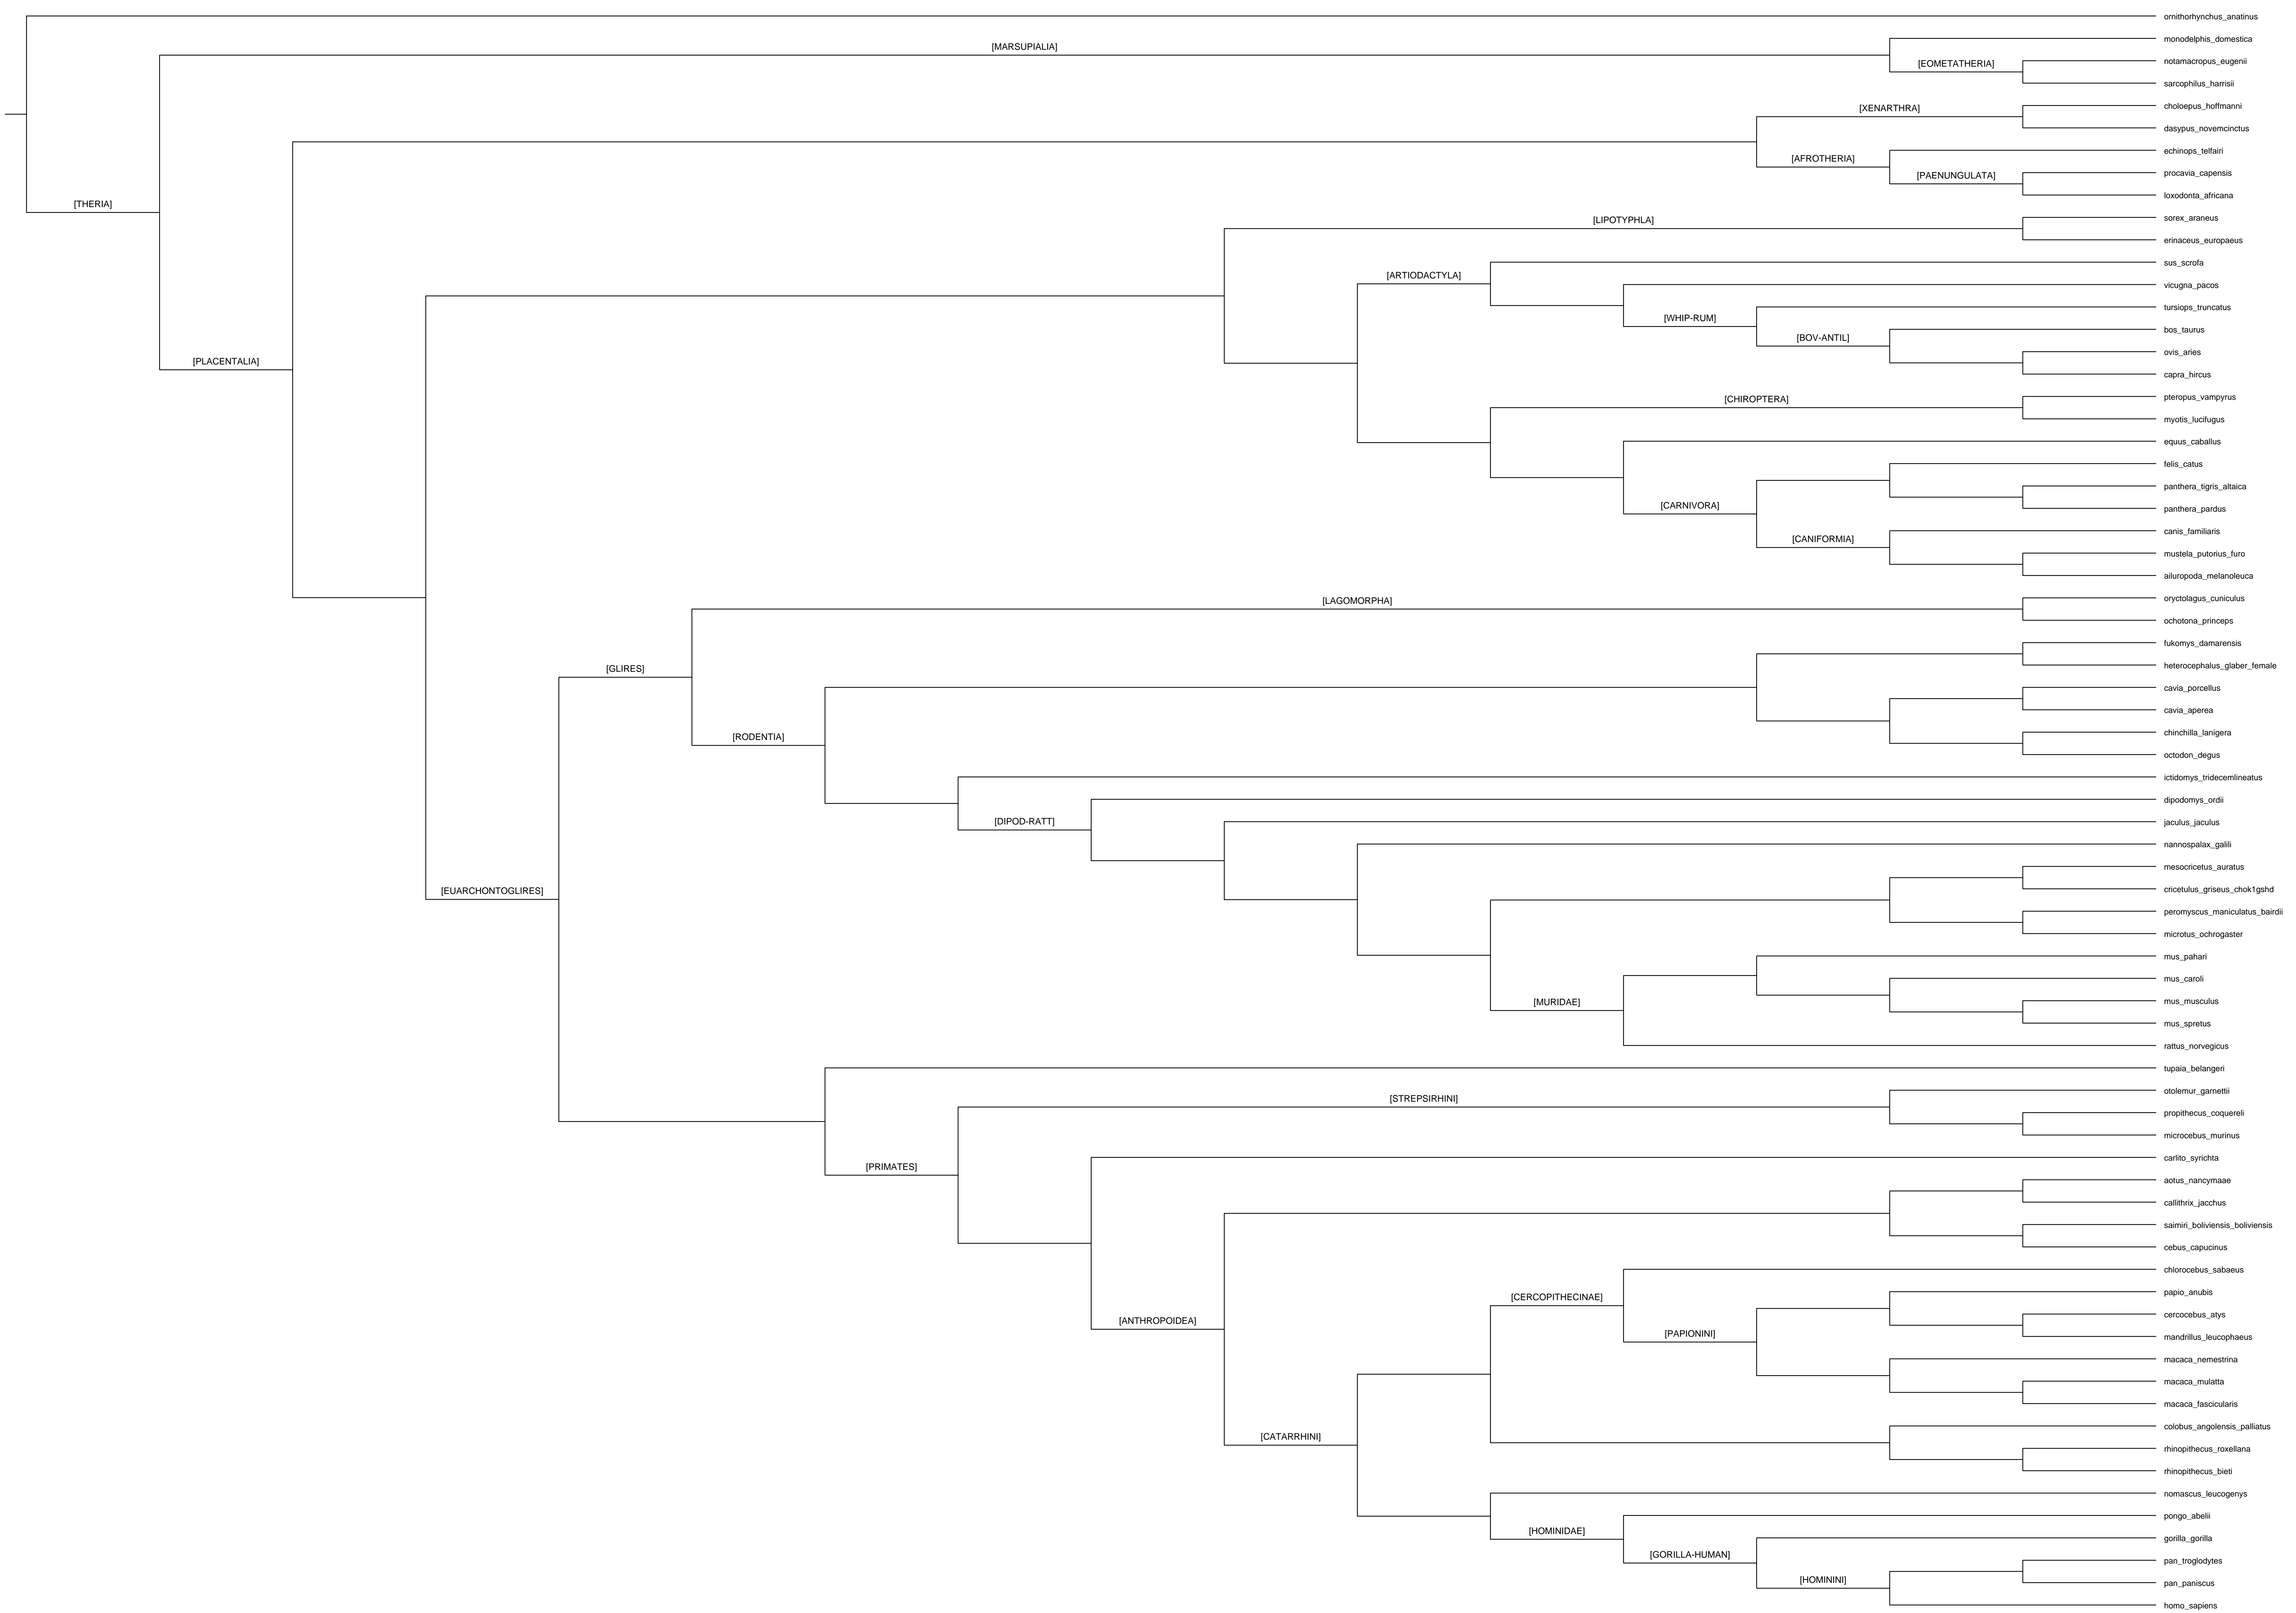 ornithorhynchus_anatinus
[MARSUPIALIA]
monodelphis_domestica
[EOMETATHERIA]
notamacropus_eugenii
sarcophilus_harrisii
[XENARTHRA]
choloepus_hoffmanni
dasypus_novemcinctus
[AFROTHERIA]
echinops_telfairi
[PAENUNGULATA]
procavia_capensis
loxodonta_africana
[THERIA]
[LIPOTYPHLA]
sorex_araneus
erinaceus_europaeus
[ARTIODACTYLA]
sus_scrofa
vicugna_pacos
[WHIP-RUM]
tursiops_truncatus
[BOV-ANTIL]
bos_taurus
ovis_aries
[PLACENTALIA]
capra_hircus
[CHIROPTERA]
pteropus_vampyrus
myotis_lucifugus
equus_caballus
felis_catus
[CARNIVORA]
panthera_tigris_altaica
panthera_pardus
[CANIFORMIA]
canis_familiaris
mustela_putorius_furo
ailuropoda_melanoleuca
[LAGOMORPHA]
oryctolagus_cuniculus
ochotona_princeps
[GLIRES]
fukomys_damarensis
heterocephalus_glaber_female
cavia_porcellus
cavia_aperea
[RODENTIA]
chinchilla_lanigera
octodon_degus
ictidomys_tridecemlineatus
dipodomys_ordii
[DIPOD-RATT]
jaculus_jaculus
nannospalax_galili
mesocricetus_auratus
[EUARCHONTOGLIRES]
cricetulus_griseus_chok1gshd
peromyscus_maniculatus_bairdii
microtus_ochrogaster
mus_pahari
mus_caroli
[MURIDAE]
mus_musculus
mus_spretus
rattus_norvegicus
tupaia_belangeri
[STREPSIRHINI]
otolemur_garnettii
propithecus_coquereli
microcebus_murinus
[PRIMATES]
carlito_syrichta
aotus_nancymaae
callithrix_jacchus
saimiri_boliviensis_boliviensis
cebus_capucinus
chlorocebus_sabaeus
[CERCOPITHECINAE]
papio_anubis
[ANTHROPOIDEA]
cercocebus_atys
[PAPIONINI]
mandrillus_leucophaeus
macaca_nemestrina
macaca_mulatta
macaca_fascicularis
[CATARRHINI]
colobus_angolensis_palliatus
rhinopithecus_roxellana
rhinopithecus_bieti
nomascus_leucogenys
[HOMINIDAE]
pongo_abelii
gorilla_gorilla
[GORILLA-HUMAN]
pan_troglodytes
[HOMININI]
pan_paniscus
homo_sapiens